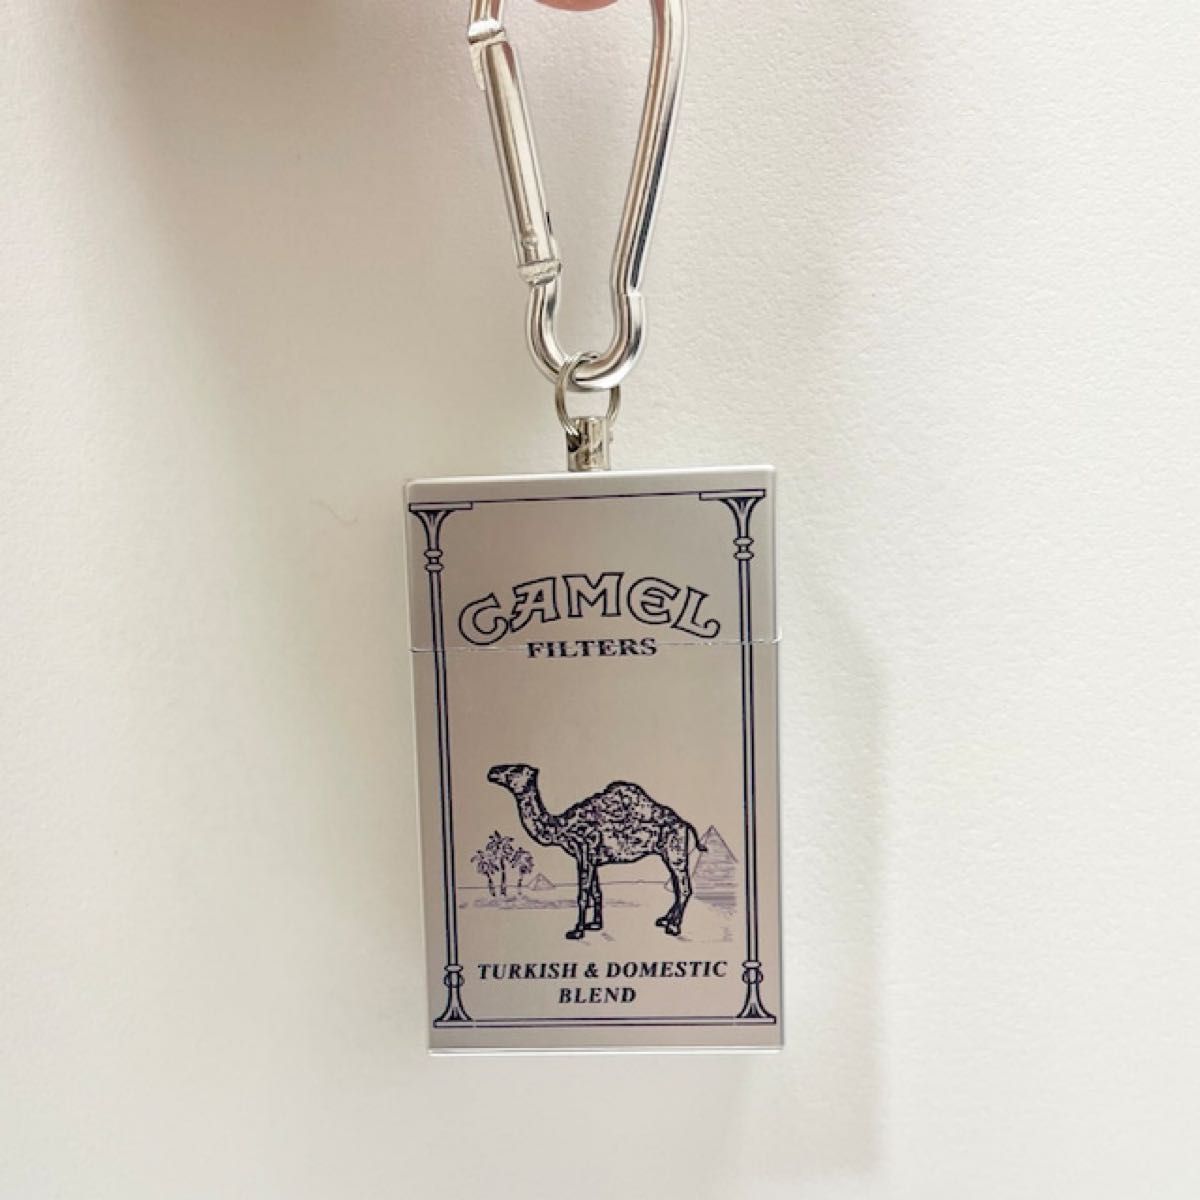 CAMEL
FILTERS
TURKISH & DOMESTIC
BLEND